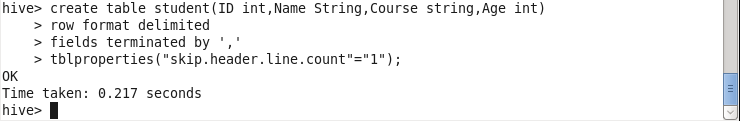 hive> create table student(ID int,Name String,Course string,Age int)
    > row format delimited
    > fields terminated by ','
    > tblproperties("skip.header.line.count"="1");
OK
Time taken: 0.217 seconds
hive>